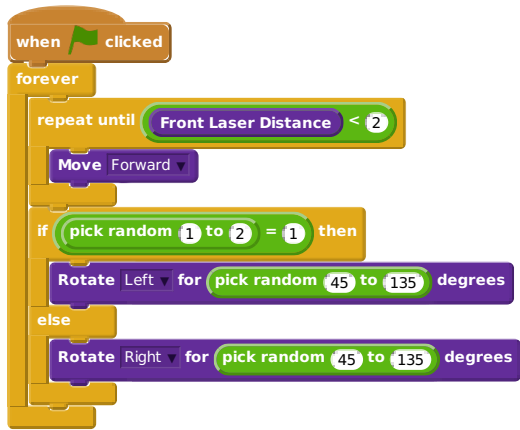 when clicked
forever
repeat until Front Laser Distance < 2
Move Forward ▼
if pick random 1 to 2 = 1 then
Rotate Left ▼ for pick random 45 to 135 degrees
else
Rotate Right ▼ for pick random 45 to 135 degrees